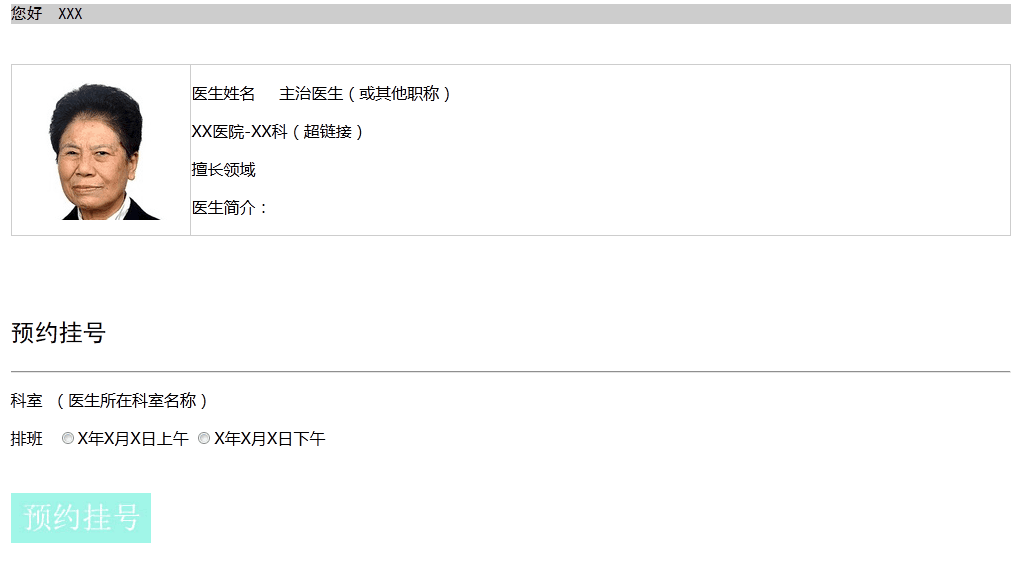 您好  XXX
医生姓名   主治医生（或其他职称）
XX医院-XX科（超链接）
擅长领域
医生简介：
预约挂号
科室 （医生所在科室名称）
排班  X年X月X日上午 X年X月X日下午
预约挂号